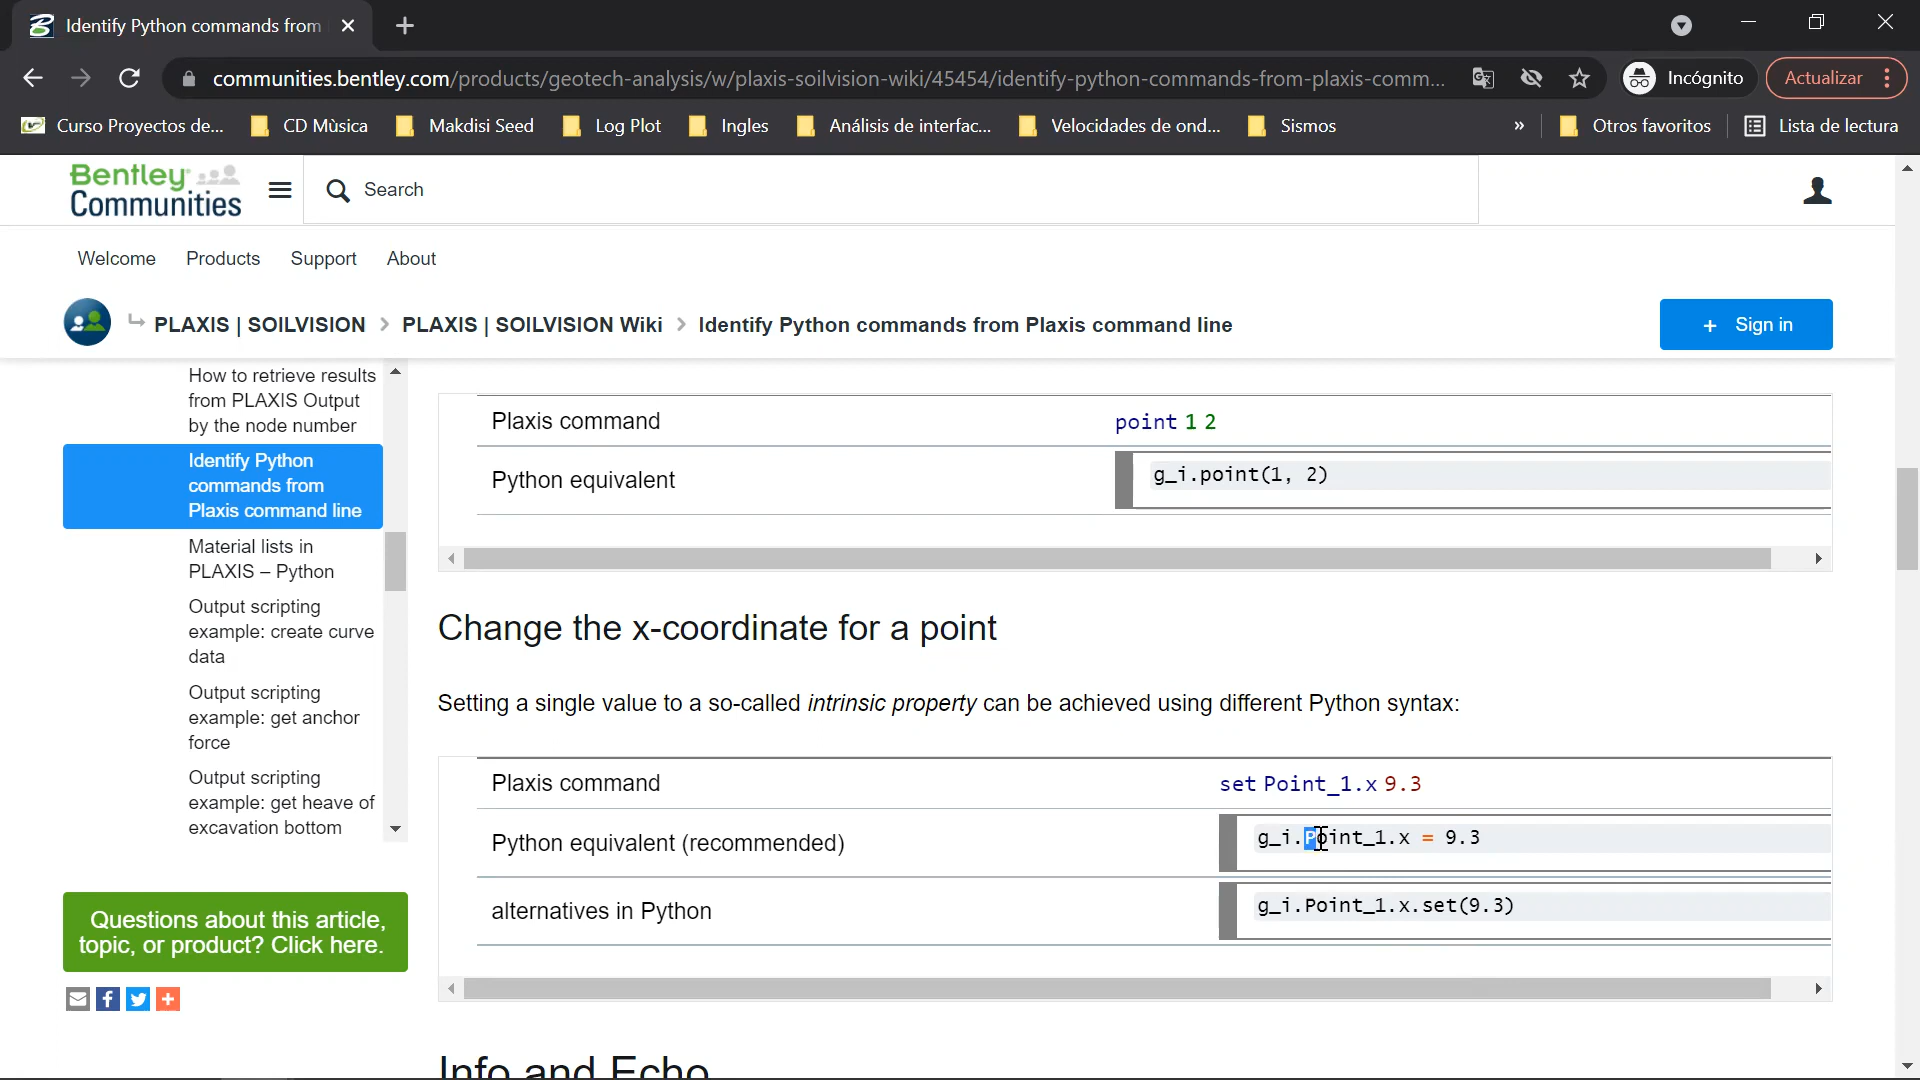 Identify Python commands from
communities.bentley.com/products/geotech-analysis/w/plaxis-soilvision-wiki/45454/identify-python-commands-from-plaxis-comm...
Incógnito
Actualizar
Curso Proyectos de...
CD Mùsica
Makdisi Seed
Log Plot
Ingles
Análisis de interfac...
Velocidades de ond...
Sismos
»
Otros favoritos
Lista de lectura
Bentley
Communities
Search
Welcome
Products
Support
About
PLAXIS | SOILVISION > PLAXIS | SOILVISION Wiki > Identify Python commands from Plaxis command line
+ Sign in
How to retrieve results
from PLAXIS Output
by the node number
Identify Python
commands from
Plaxis command line
Material lists in
PLAXIS – Python
Output scripting
example: create curve
data
Output scripting
example: get anchor
force
Output scripting
example: get heave of
excavation bottom
Questions about this article,
topic, or product? Click here.
Plaxis command
point 1 2
Python equivalent
g_i.point(1, 2)
Change the x-coordinate for a point
Setting a single value to a so-called intrinsic property can be achieved using different Python syntax:
Plaxis command
set Point_1.x 9.3
Python equivalent (recommended)
g_i.Point_1.x = 9.3
alternatives in Python
g_i.Point_1.x.set(9.3)
Info and Echo